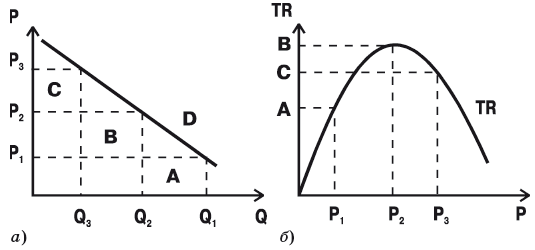 P
P₃
P₂
P₁
C
B
A
D
Q₃
Q₂
Q₁
Q
а)
TR
B
C
A
TR
P₁
P₂
P₃
P
б)